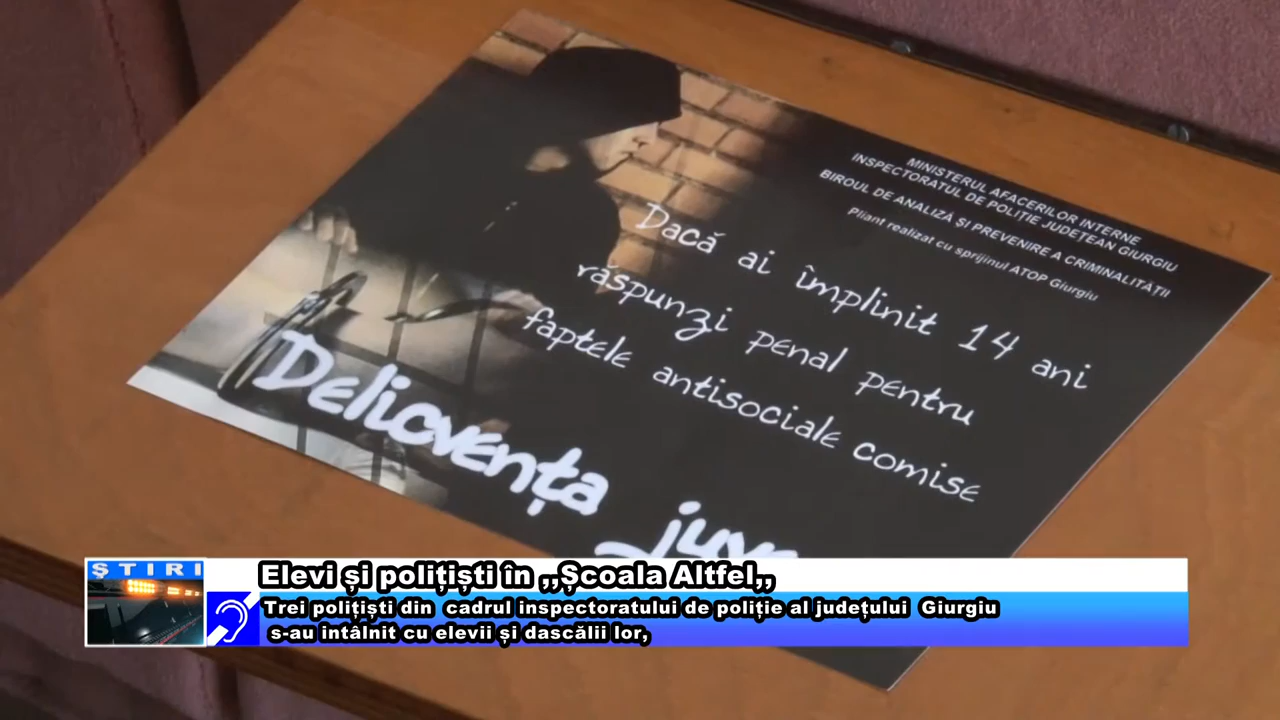 MINISTERUL AFACERILOR INTERNE
INSPECTORATUL DE POLIȚIE JUDEȚEAN GIURGIU
BIROUL DE ANALIZĂ ȘI PREVENIRE A CRIMINALITĂȚII
Pliant realizat cu sprijinul ATOP Giurgiu
Dacă ai împlinit 14 ani
răspunzi penal pentru
faptele antisociale comise
Delicvența
ȘTIRI
Elevi și polițiști în ,,Școala Altfel,,
Trei polițiști din cadrul inspectoratului de poliție al județului Giurgiu
s-au intâlnit cu elevii și dascălii lor,